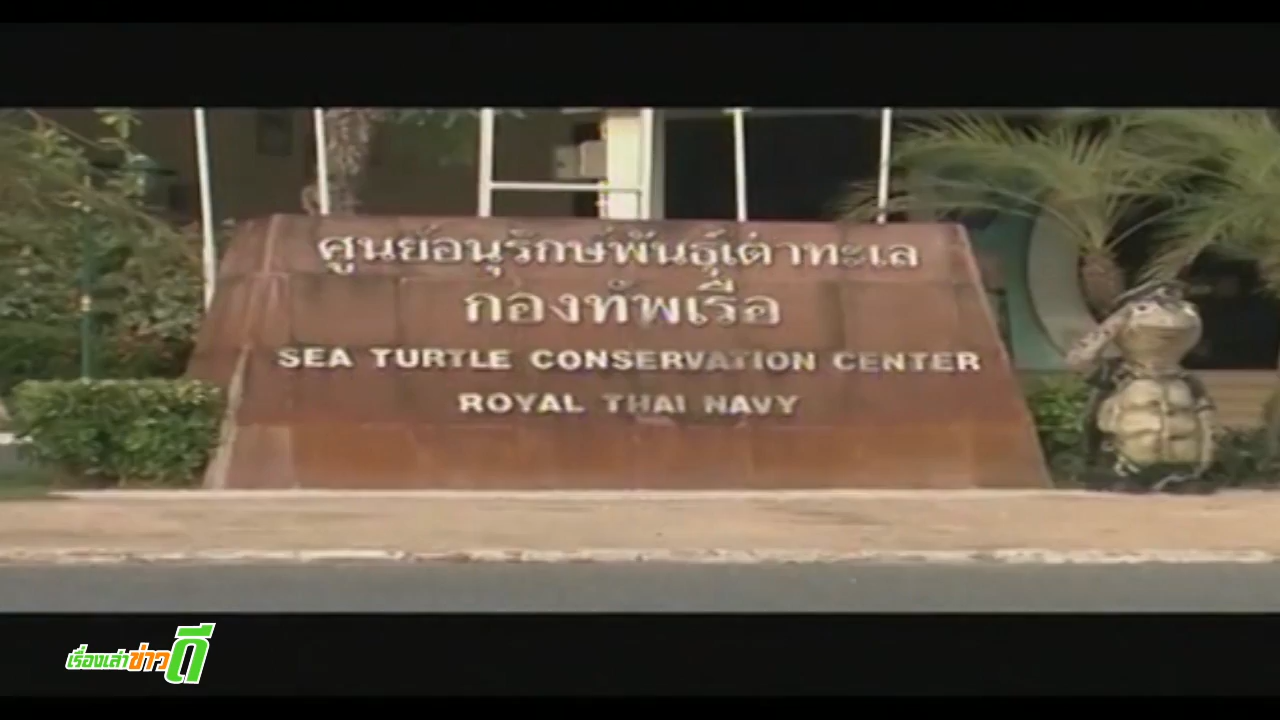 ศูนย์อนุรักษ์พันธุ์เต่าทะเล
กองทัพเรือ
SEA TURTLE CONSERVATION CENTER
ROYAL THAI NAVY
เรื่องเล่าข่าวดี